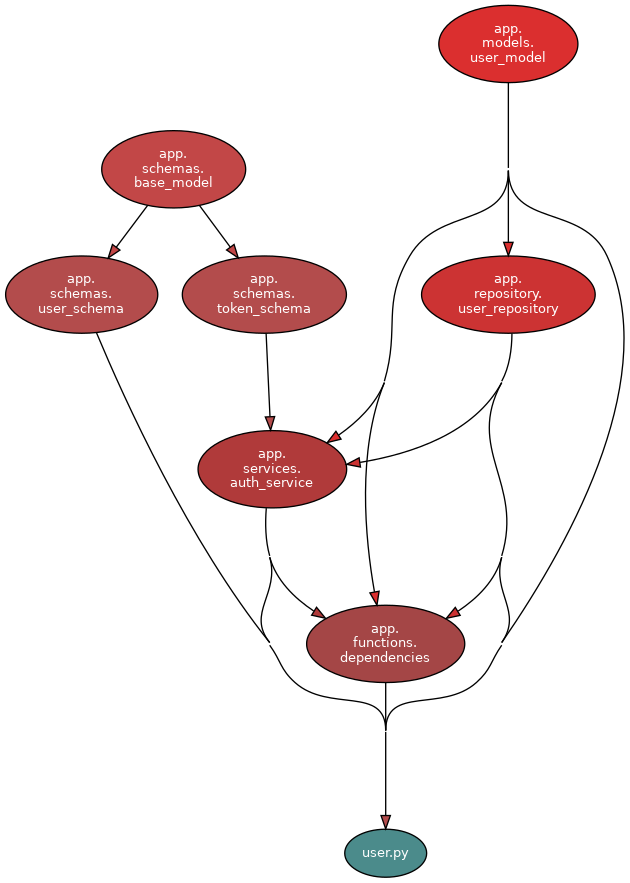 app.
models.
user_model
app.
schemas.
base_model
app.
schemas.
user_schema
app.
schemas.
token_schema
app.
repository.
user_repository
app.
services.
auth_service
app.
functions.
dependencies
user.py